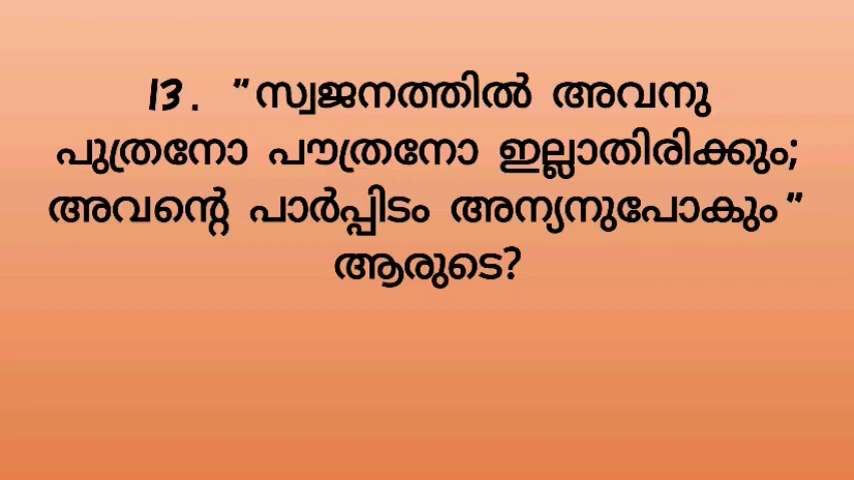 13. "സ്വജനത്തിൽ അവനു
പുത്രനോ പൗത്രനോ ഇല്ലാതിരിക്കും;
അവന്റെ പാർപ്പിടം അന്യനുപോകും"
ആരുടെ?